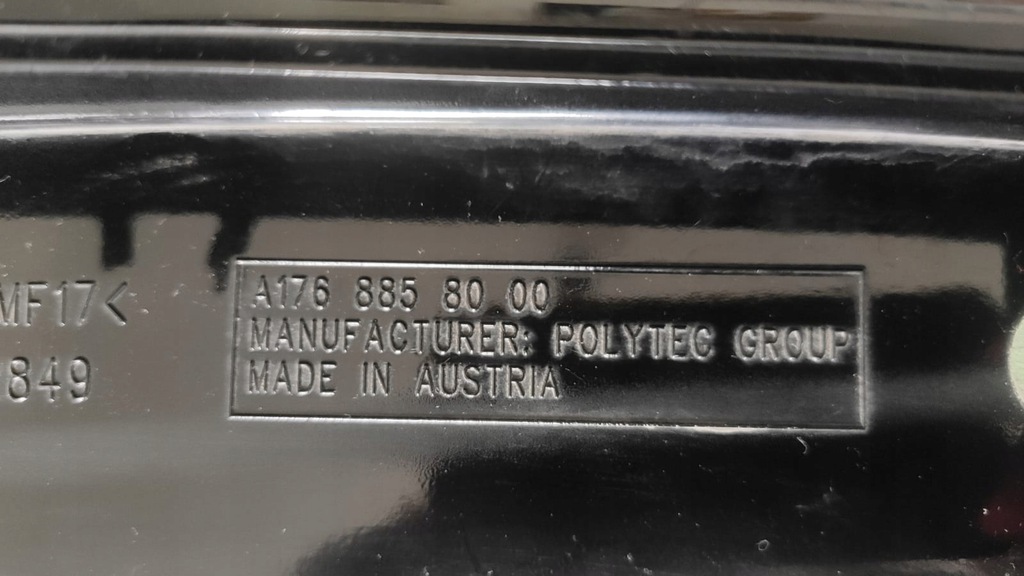 MF17<
849
A176 885 80 00
MANUFACTURER: POLYTEC GROUP
MADE IN AUSTRIA